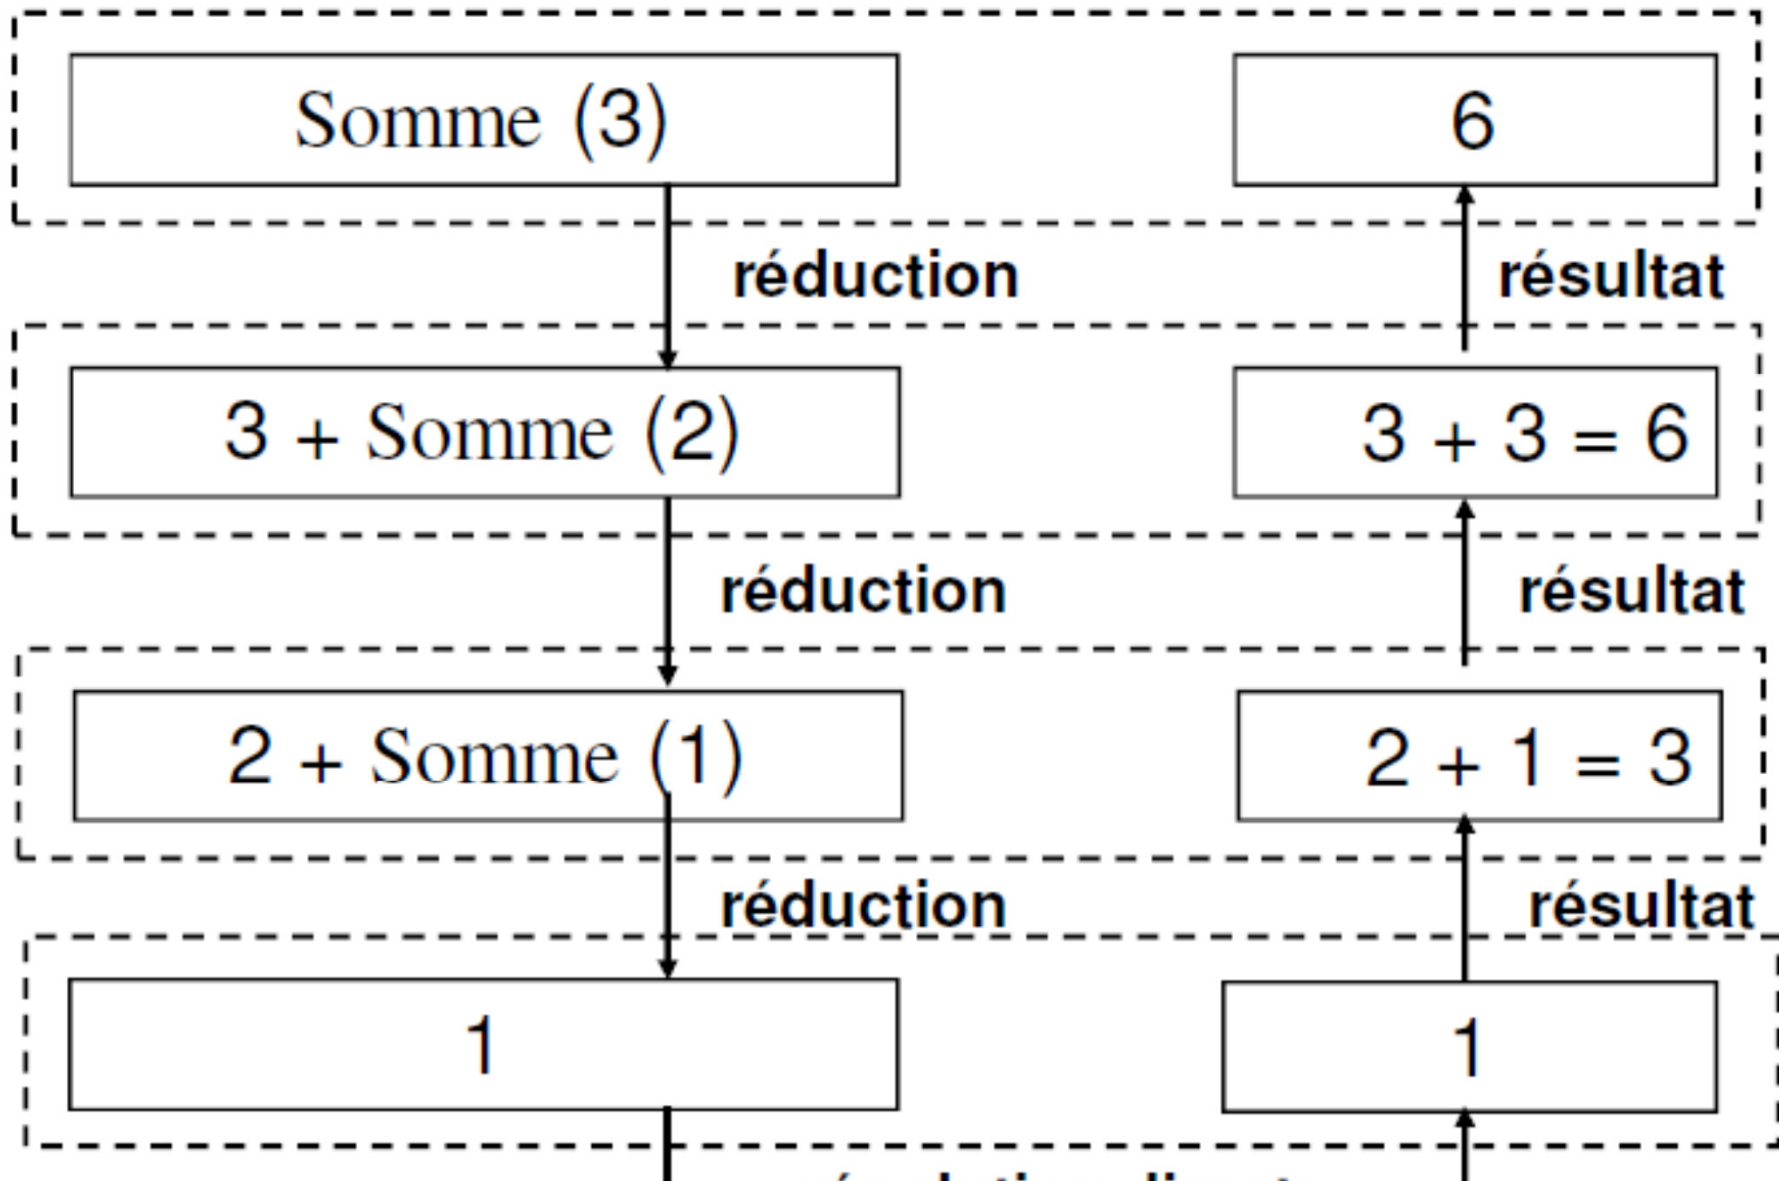 Somme (3) 6
réduction résultat
3 + Somme (2) 3 + 3 = 6
réduction résultat
2 + Somme (1) 2 + 1 = 3
réduction résultat
1 1